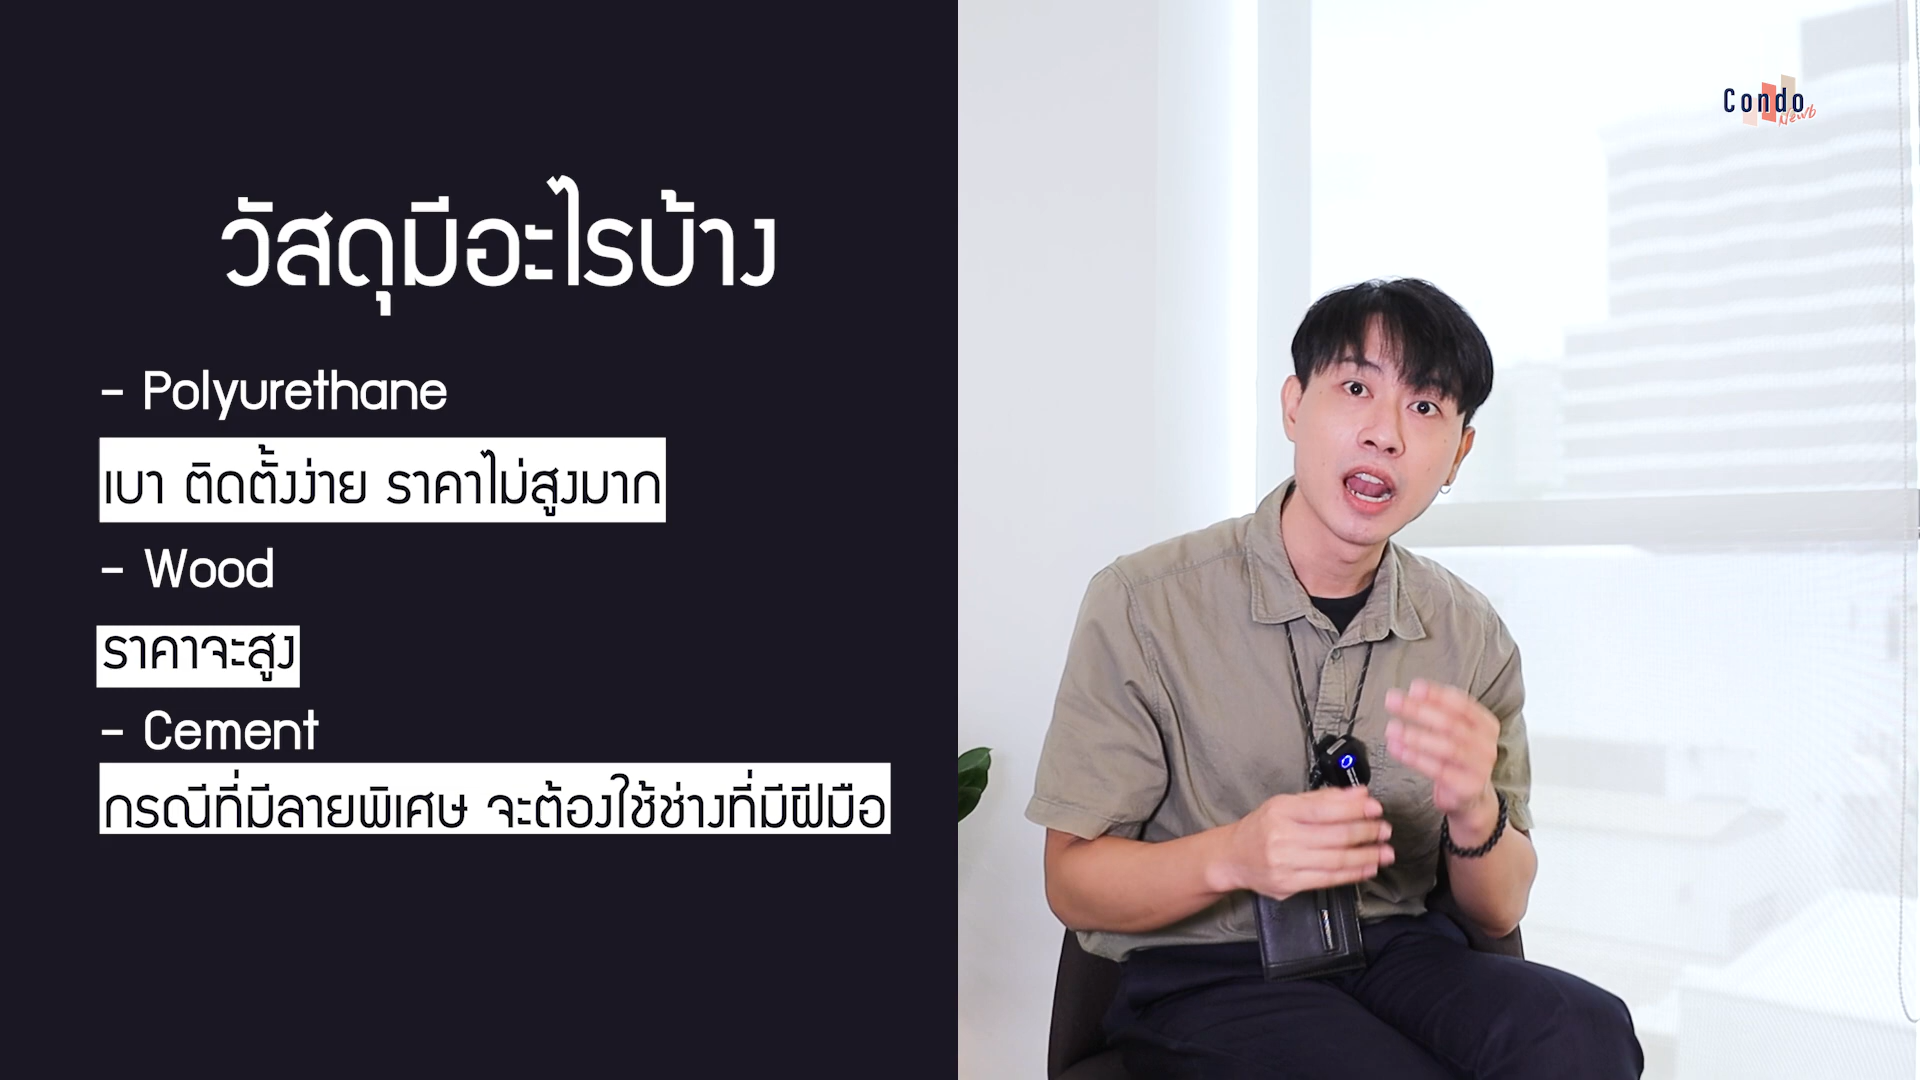 วัสดุมีอะไรบ้าง
- Polyurethane
เบา ติดตั้งง่าย ราคาไม่สูงมาก
- Wood
ราคาจะสูง
- Cement
กรณีที่มีลายพิเศษ จะต้องใช้ช่างที่มีฝีมือ
Condo
Newb